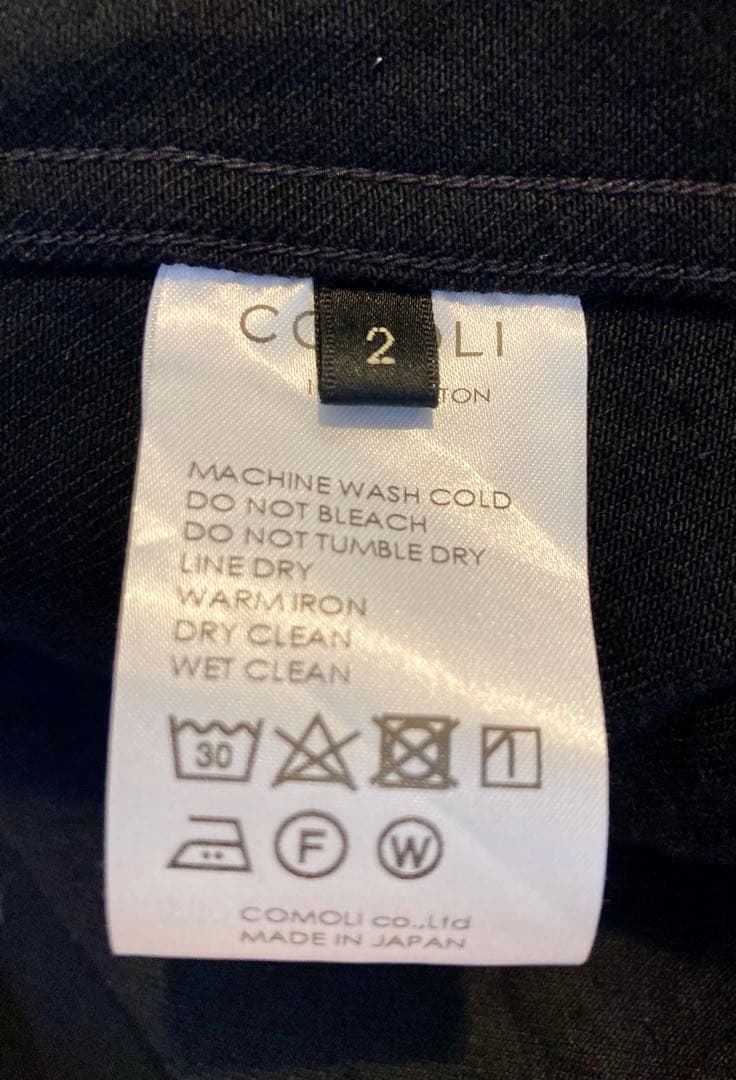 2
MACHINE WASH COLD
DO NOT BLEACH
DO NOT TUMBLE DRY
LINE DRY
WARM IRON
DRY CLEAN
WET CLEAN
30
F W
COMOLI co.,Ltd
MADE IN JAPAN